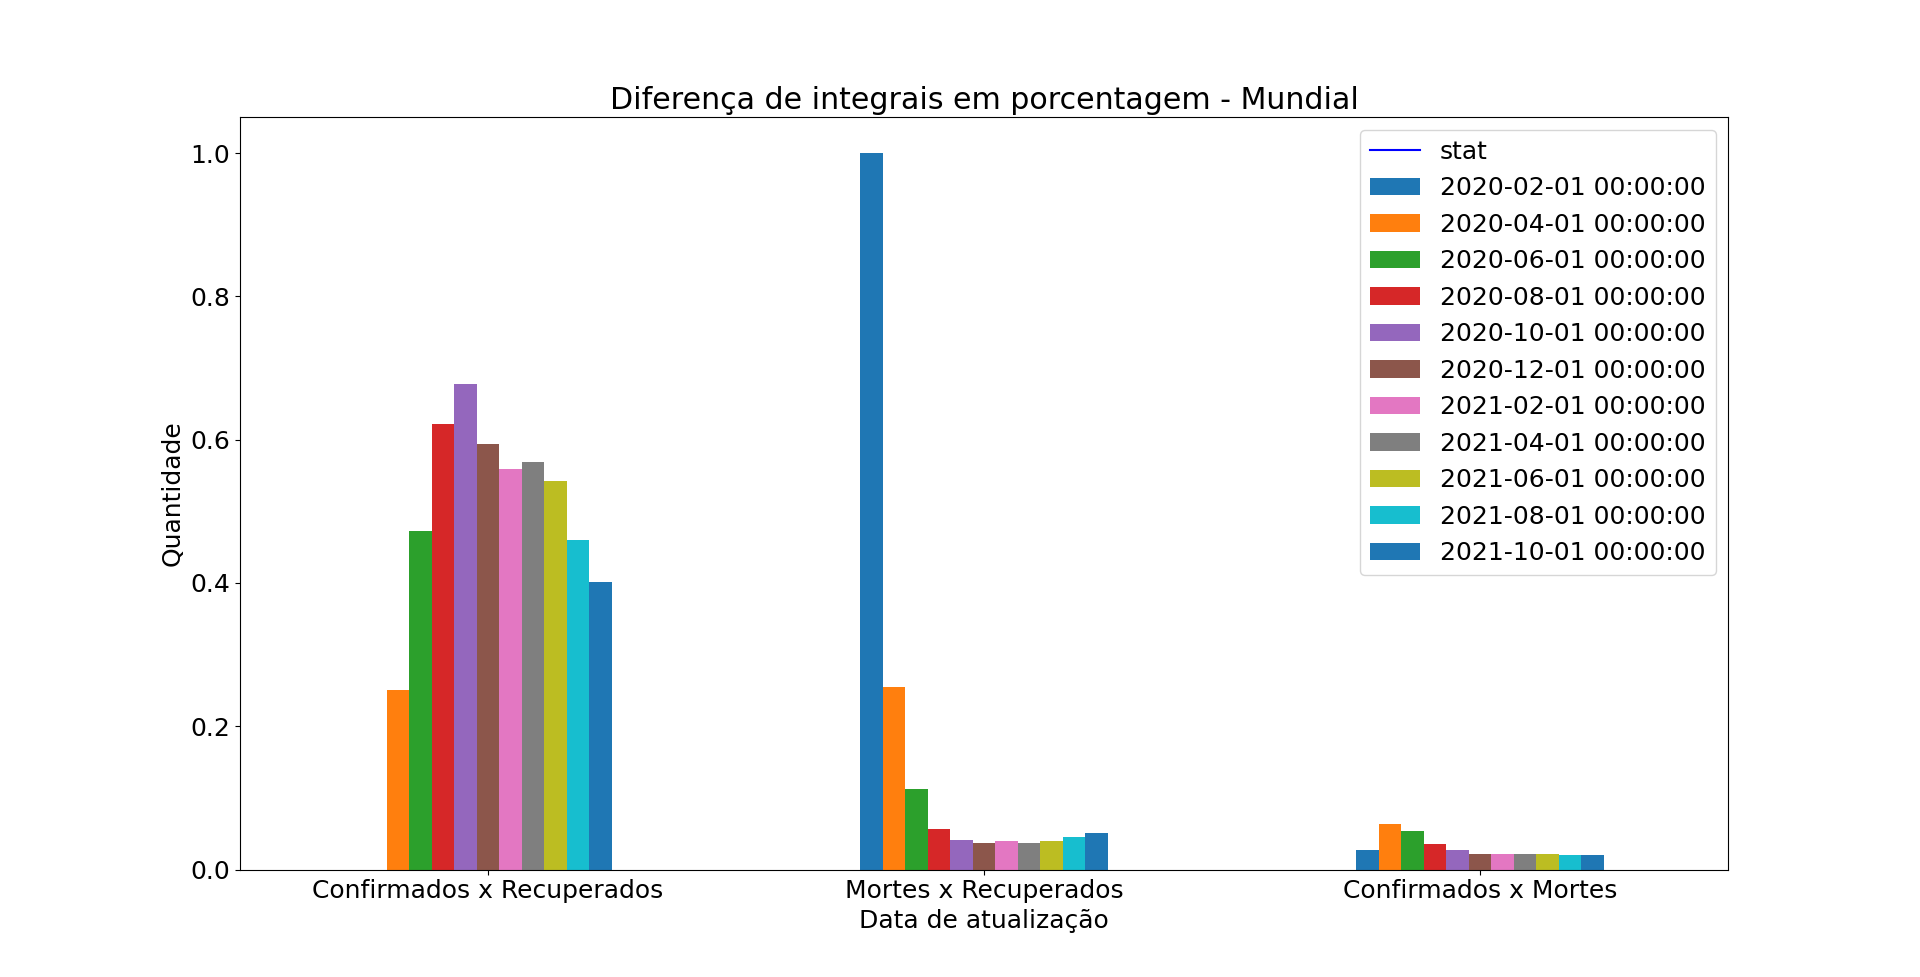 Diferença de integrais em porcentagem - Mundial
1.0
0.8
0.6
0.4
0.2
0.0
Quantidade
stat
2020-02-01 00:00:00
2020-04-01 00:00:00
2020-06-01 00:00:00
2020-08-01 00:00:00
2020-10-01 00:00:00
2020-12-01 00:00:00
2021-02-01 00:00:00
2021-04-01 00:00:00
2021-06-01 00:00:00
2021-08-01 00:00:00
2021-10-01 00:00:00
Confirmados x Recuperados
Mortes x Recuperados
Confirmados x Mortes
Data de atualização